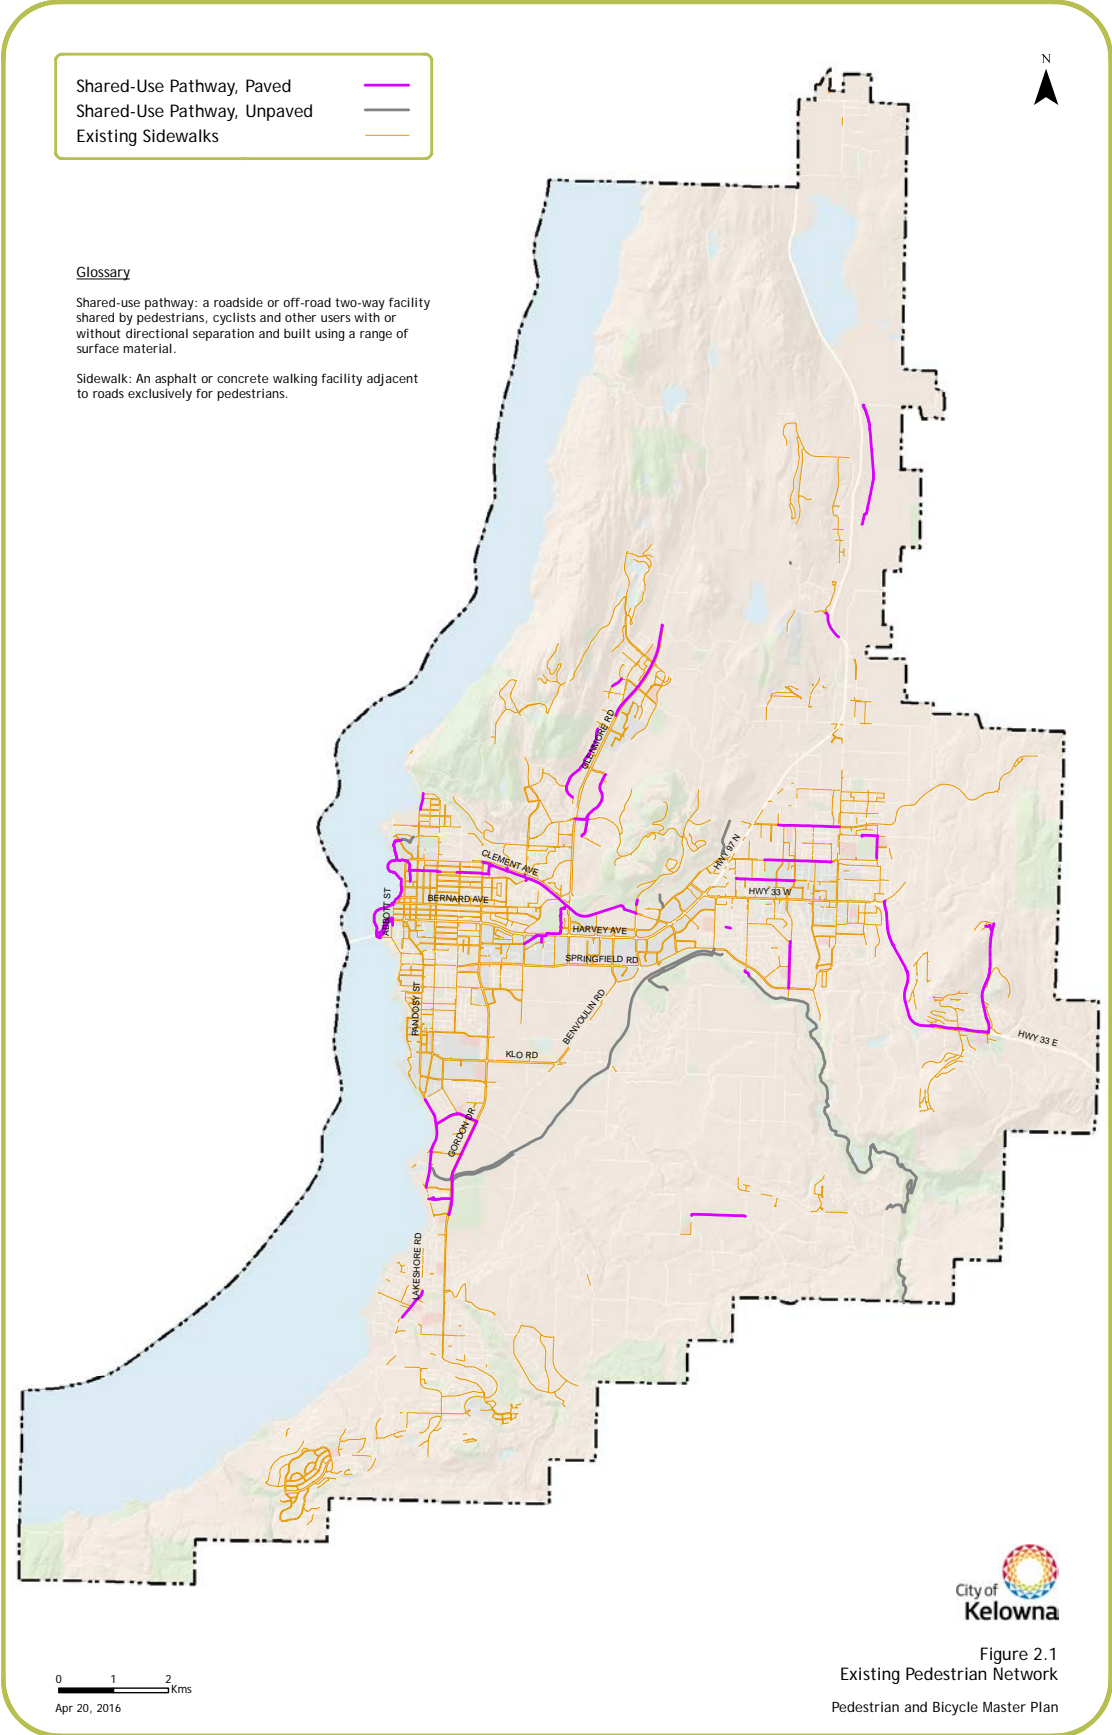 Shared-Use Pathway, Paved
Shared-Use Pathway, Unpaved
Existing Sidewalks
N
Glossary
Shared-use pathway: a roadside or off-road two-way facility
shared by pedestrians, cyclists and other users with or
without directional separation and built using a range of
surface material.
Sidewalk: An asphalt or concrete walking facility adjacent
to roads exclusively for pedestrians.
GLENMORE RD
CLEMENT AVE
HWY 97 N
ABBOTT ST
BERNARD AVE
HWY 33 W
HARVEY AVE
SPRINGFIELD RD
PANDOSY ST
BENVOULIN RD
KLO RD
HWY 33 E
GORDON DR
LAKESHORE RD
City of
Kelowna
Figure 2.1
Existing Pedestrian Network
Pedestrian and Bicycle Master Plan
0 1 2
Kms
Apr 20, 2016